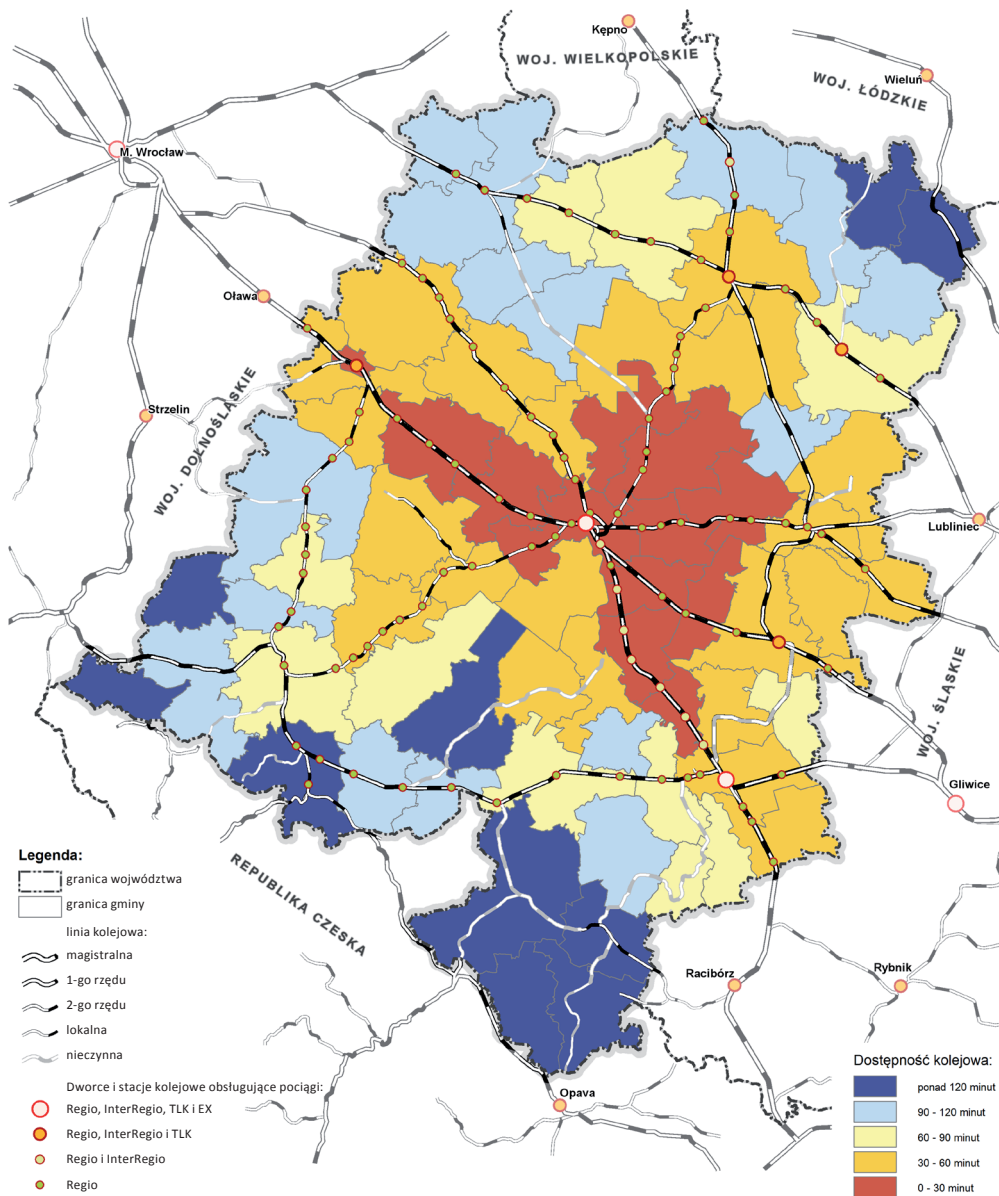 Kępno
WOJ. WIELKOPOLSKIE
Wieluń
WOJ. ŁÓDZKIE
M. Wrocław
Oława
Strzelin
WOJ. DOŁNOŚLĄSKIE
Lubliniec
WOJ. ŚLĄSKIE
Gliwice
REPUBLIKA CZESKA
Racibórz
Rybnik
Opava
Legenda:
granica wojwództwa
granica gminy
linia kolejowa:
magistralna
1-go rzędu
2-go rzędu
lokalna
nieczynna
Dworce i stacje kolejowe obsługujące pociągi:
Regio, InterRegio, TLK i EX
Regio, InterRegio i TLK
Regio i InterRegio
Regio
Dostępność kolejowa:
ponad 120 minut
90 - 120 minut
60 - 90 minut
30 - 60 minut
0 - 30 minut